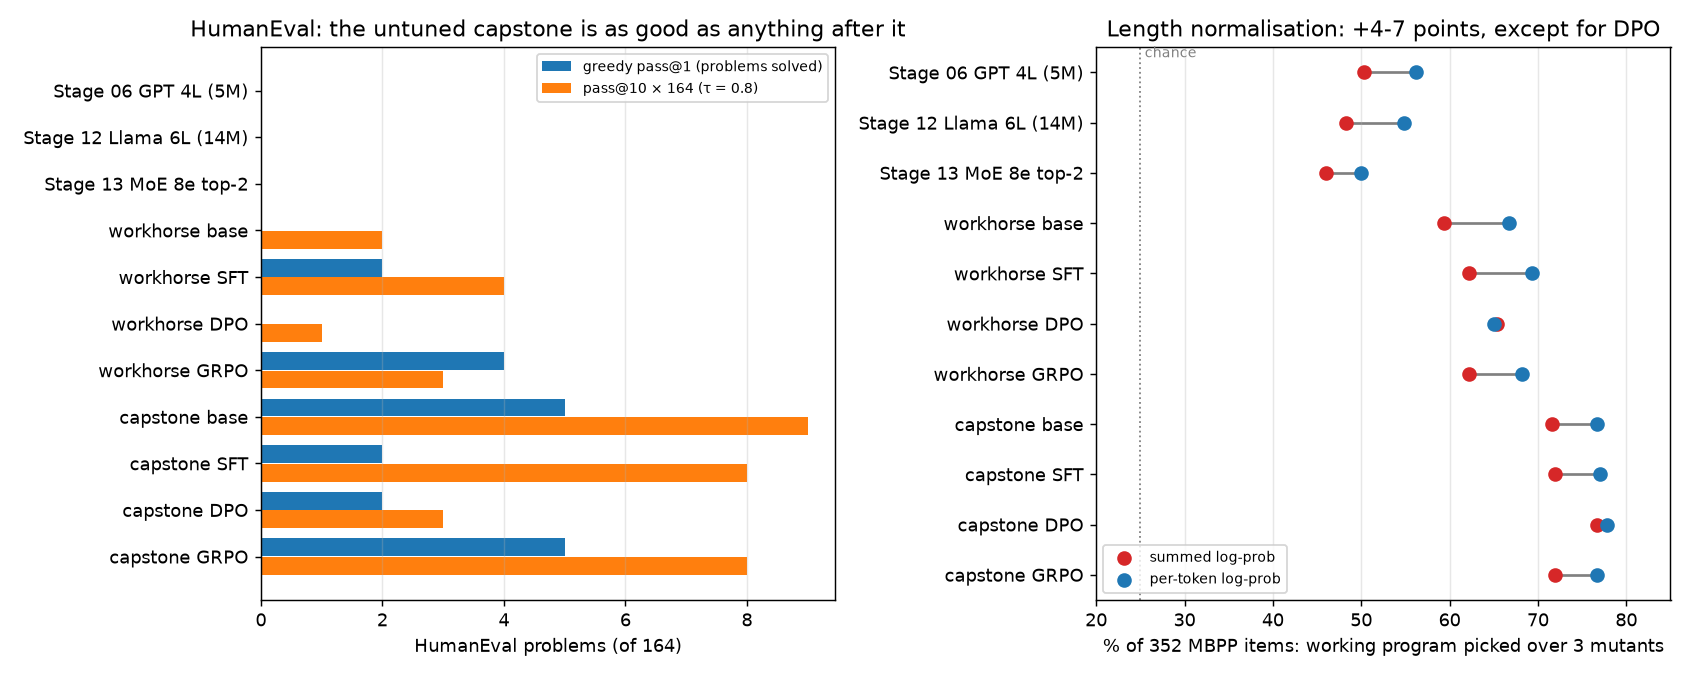 HumanEval: the untuned capstone is as good as anything after it
greedy pass@1 (problems solved)
pass@10 × 164 (τ = 0.8)
Stage 06 GPT 4L (5M)
Stage 12 Llama 6L (14M)
Stage 13 MoE 8e top-2
workhorse base
workhorse SFT
workhorse DPO
workhorse GRPO
capstone base
capstone SFT
capstone DPO
capstone GRPO
0 2 4 6 8
HumanEval problems (of 164)
Length normalisation: +4-7 points, except for DPO
chance
Stage 06 GPT 4L (5M)
Stage 12 Llama 6L (14M)
Stage 13 MoE 8e top-2
workhorse base
workhorse SFT
workhorse DPO
workhorse GRPO
capstone base
capstone SFT
capstone DPO
capstone GRPO
summed log-prob
per-token log-prob
20 30 40 50 60 70 80
% of 352 MBPP items: working program picked over 3 mutants